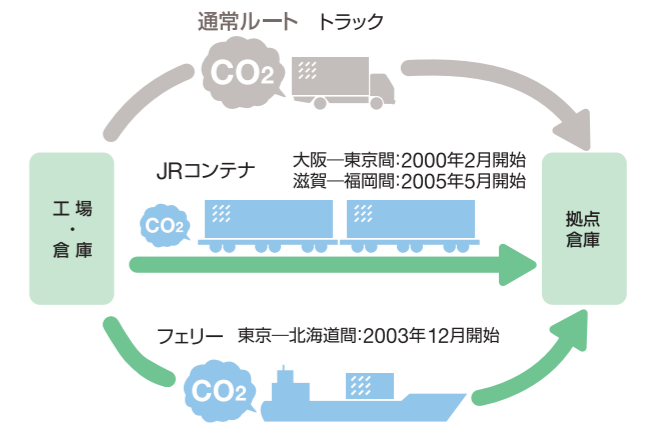 通常ルート トラック
CO2
JRコンテナ
大阪―東京間:2000年2月開始
滋賀―福岡間:2005年5月開始
工場
・
倉庫
CO2
拠点
倉庫
フェリー 東京―北海道間:2003年12月開始
CO2